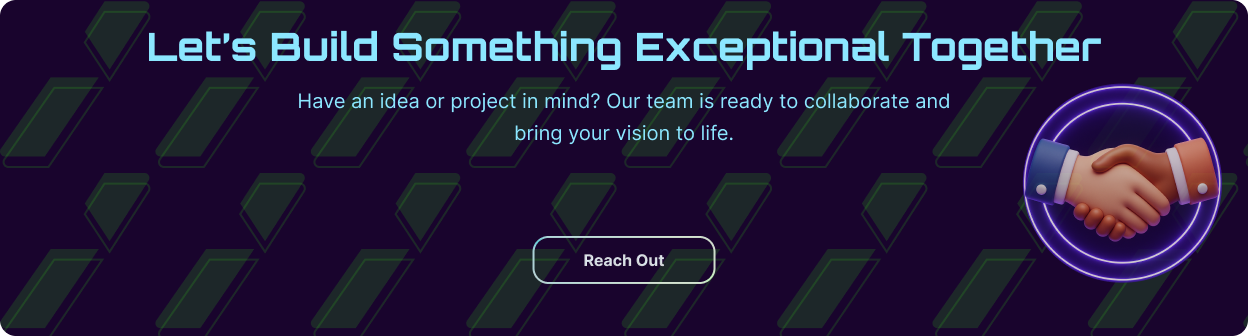 Let's Build Something Exceptional Together
Have an idea or project in mind? Our team is ready to collaborate and
bring your vision to life.
Reach Out